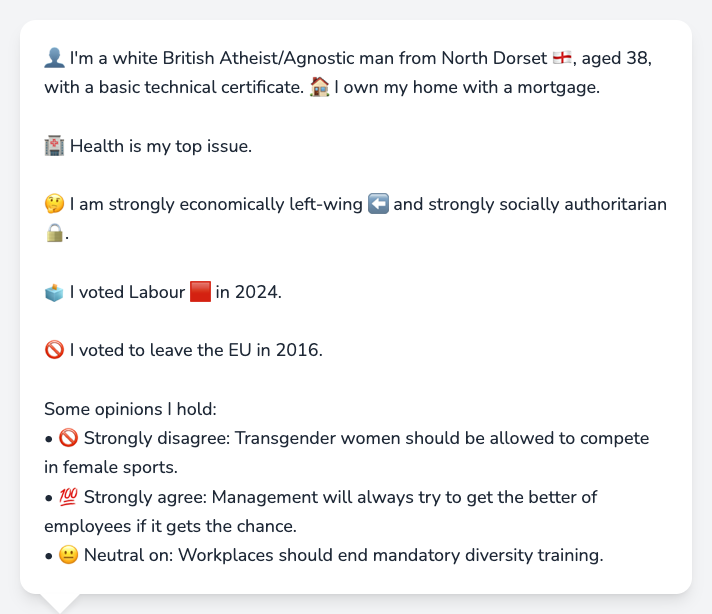 👤 I'm a white British Atheist/Agnostic man from North Dorset 🏴󠁧󠁢󠁥󠁮󠁧󠁿, aged 38,
with a basic technical certificate. 🏠 I own my home with a mortgage.
🏥 Health is my top issue.
🤔 I am strongly economically left-wing ⬅️ and strongly socially authoritarian
🔒.
🗳️ I voted Labour 🟥 in 2024.
🚫 I voted to leave the EU in 2016.
Some opinions I hold:
• 🚫 Strongly disagree: Transgender women should be allowed to compete
in female sports.
• 💯 Strongly agree: Management will always try to get the better of
employees if it gets the chance.
• 😐 Neutral on: Workplaces should end mandatory diversity training.